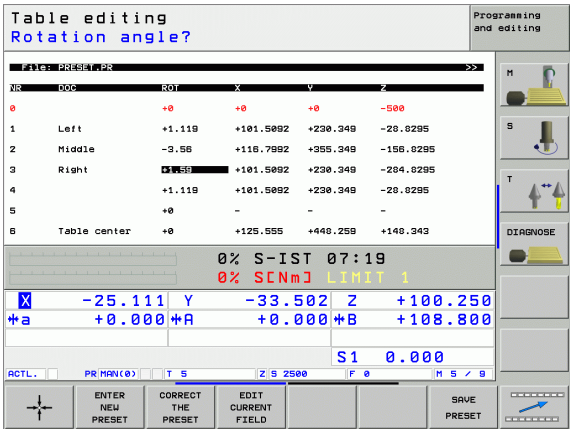 Table editing
Rotation angle?
Programming
and editing
File: PRESET.PR >>
NR DOC ROT X Y Z
0 +0 +0 +0 -500
1 Left +1.119 +101.5092 +230.349 -28.8295
2 Middle -3.56 +116.7992 +355.349 -156.8295
3 Right +1.59 +101.5092 +230.349 -284.8295
4 +1.119 +101.5092 +230.349 -28.8295
5 +0 - - -
6 Table center +0 +125.555 +448.259 +148.343
M
S
T
DIAGNOSE
0% S-IST 07:19
0% S[Nm] LIMIT 1
X -25.111 Y -33.502 Z +100.250
a +0.000 A +0.000 B +108.800
S1 0.000
ACTL. PR MAN(0) T 5 Z S 2500 F 0 M 5 / 9
ENTER
NEW
PRESET
CORRECT
THE
PRESET
EDIT
CURRENT
FIELD
SAVE
PRESET